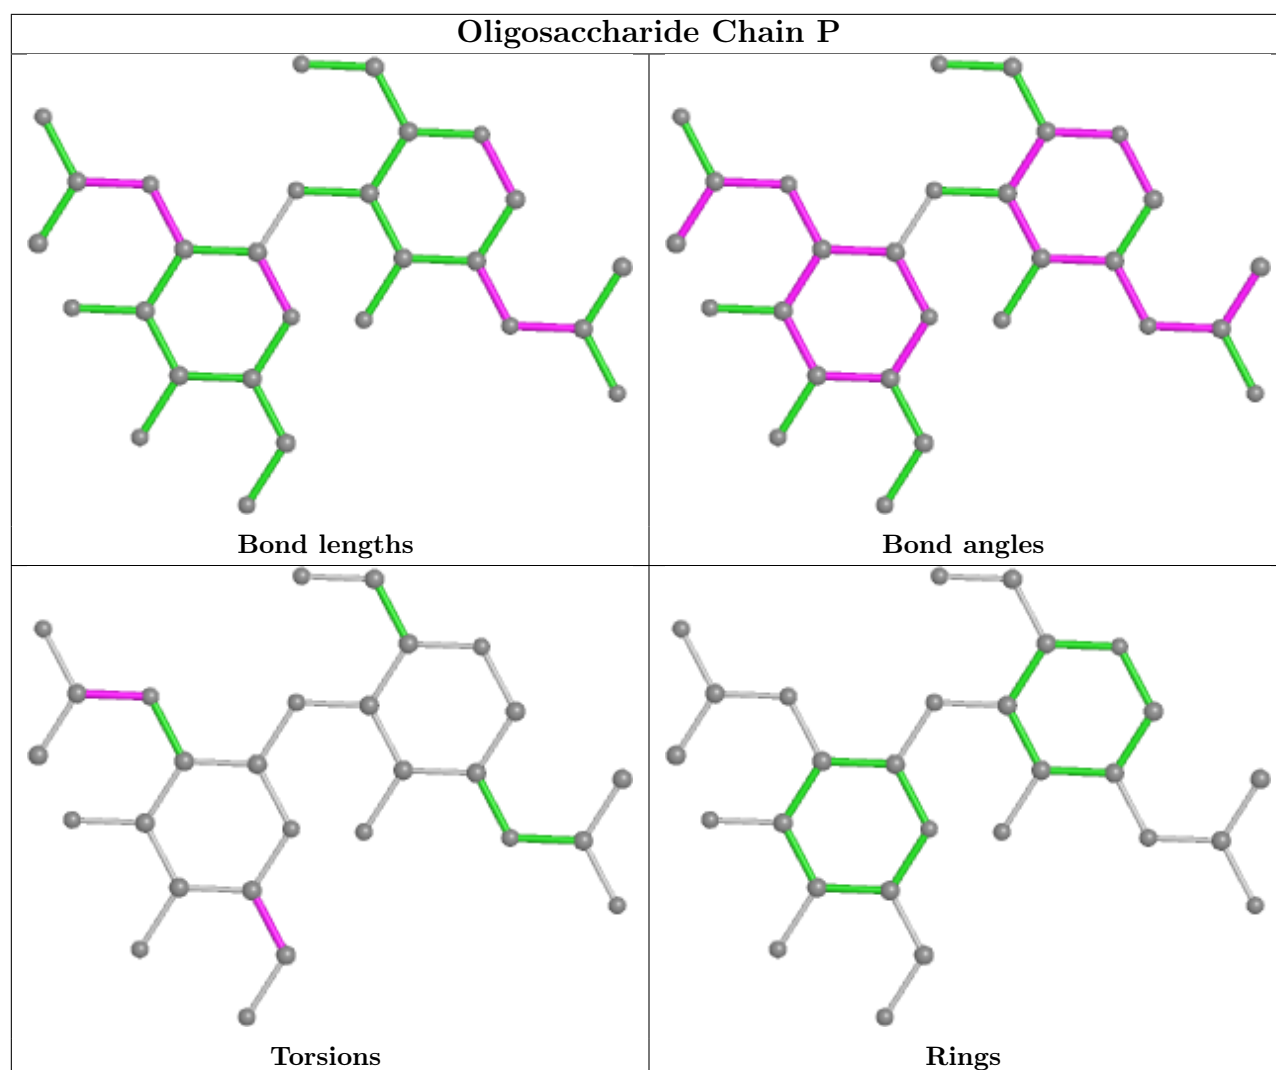 Oligosaccharide Chain P
Bond lengths
Bond angles
Torsions
Rings